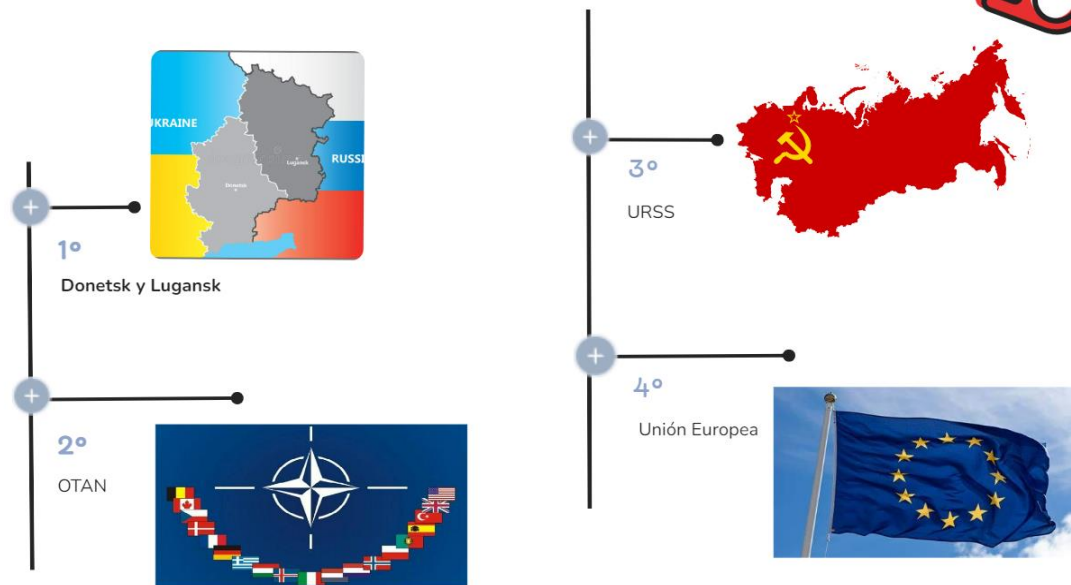 UKRAINE
Lugansk
RUSSI
Donetsk
1º
Donetsk y Lugansk
2º
OTAN
3º
URSS
4º
Unión Europea